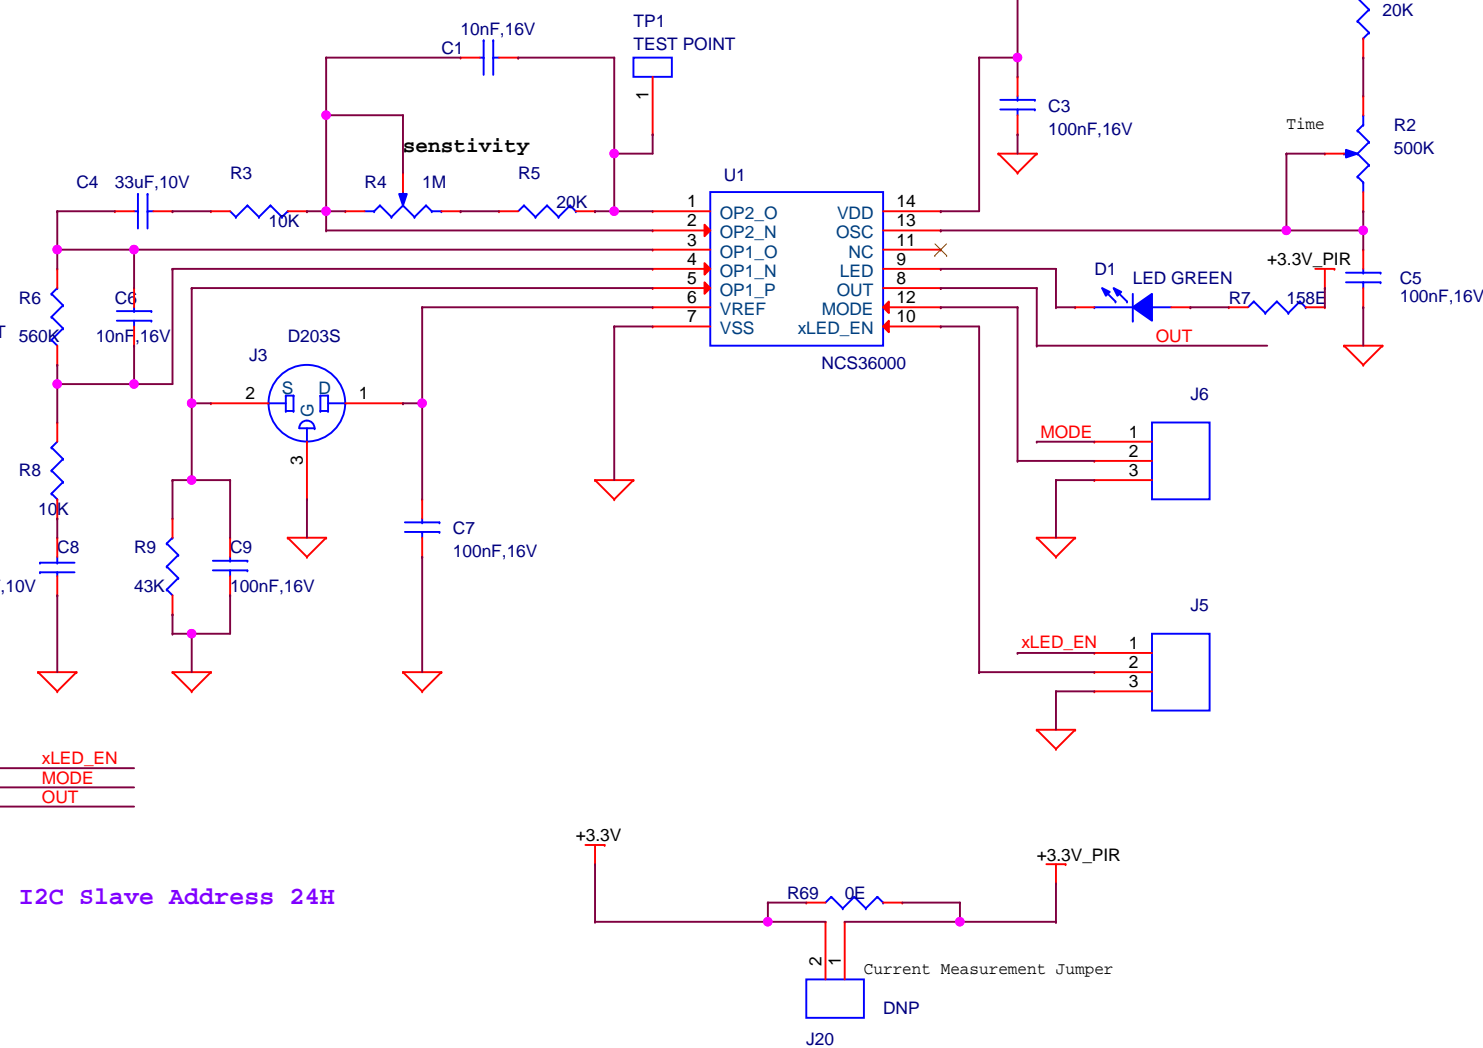 10nF,16V
C1
TP1
TEST POINT
1
20K
C3
100nF,16V
Time
R2
500K
senstivity
C4
33uF,10V
R3
10K
R4
1M
R5
20K
U1
1
2
3
4
5
6
7
OP2_O
OP2_N
OP1_O
OP1_N
OP1_P
VREF
VSS
VDD
OSC
NC
LED
OUT
MODE
xLED_EN
14
13
11
9
8
12
10
NCS36000
D1
LED GREEN
+3.3V_PIR
R7
158E
C5
100nF,16V
OUT
R6
560K
C6
10nF,16V
T
D203S
J3
2
S
D
G
1
3
R8
10K
C8
,10V
R9
43K
C9
100nF,16V
C7
100nF,16V
J6
MODE
1
2
3
J5
xLED_EN
1
2
3
xLED_EN
MODE
OUT
I2C Slave Address 24H
+3.3V
+3.3V_PIR
R69
0E
2
1
Current Measurement Jumper
DNP
J20